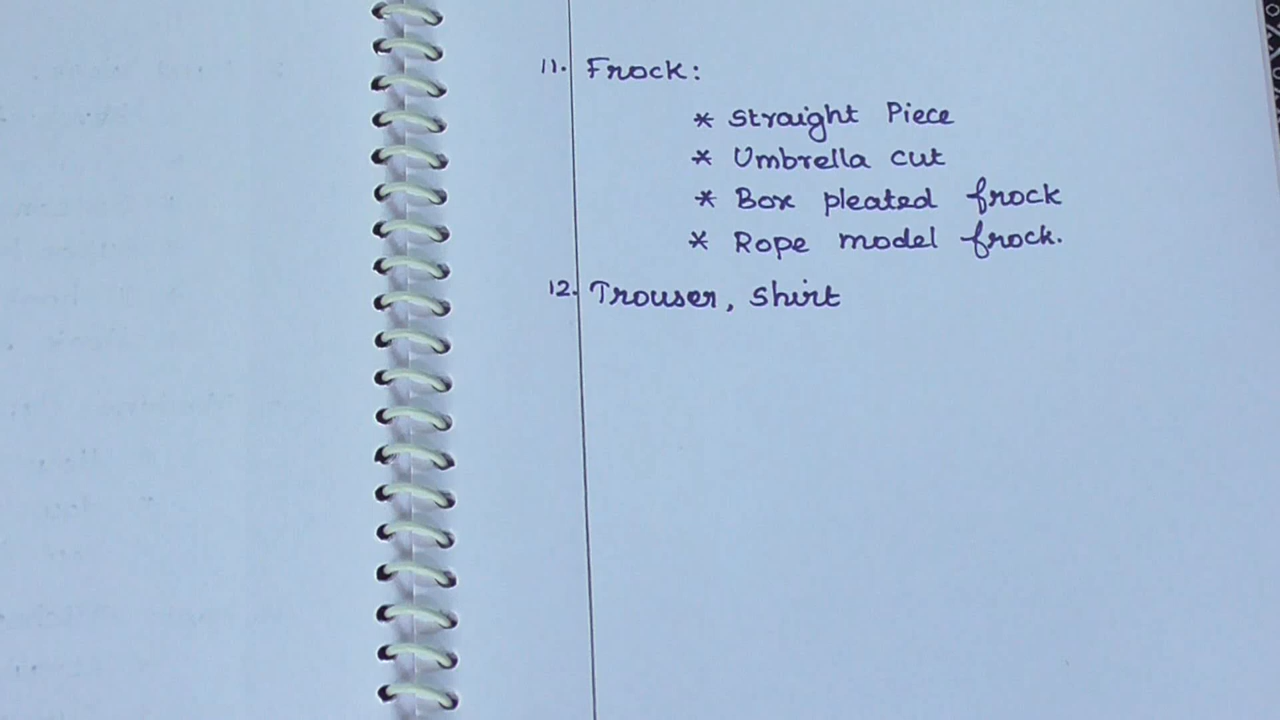 11. Frock:
* Straight Piece
* Umbrella cut
* Box pleated frock
* Rope model frock.
12. Trouser, Shirt